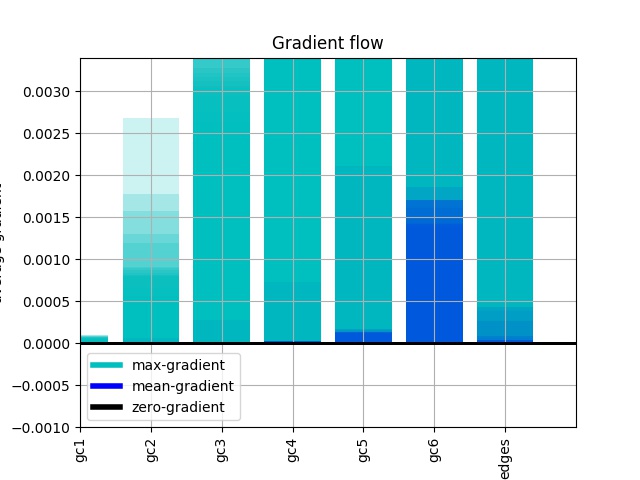 Gradient flow
0.0030
0.0025
0.0020
0.0015
0.0010
0.0005
0.0000
−0.0005
−0.0010
max-gradient
mean-gradient
zero-gradient
gc1
gc2
gc3
gc4
gc5
gc6
edges